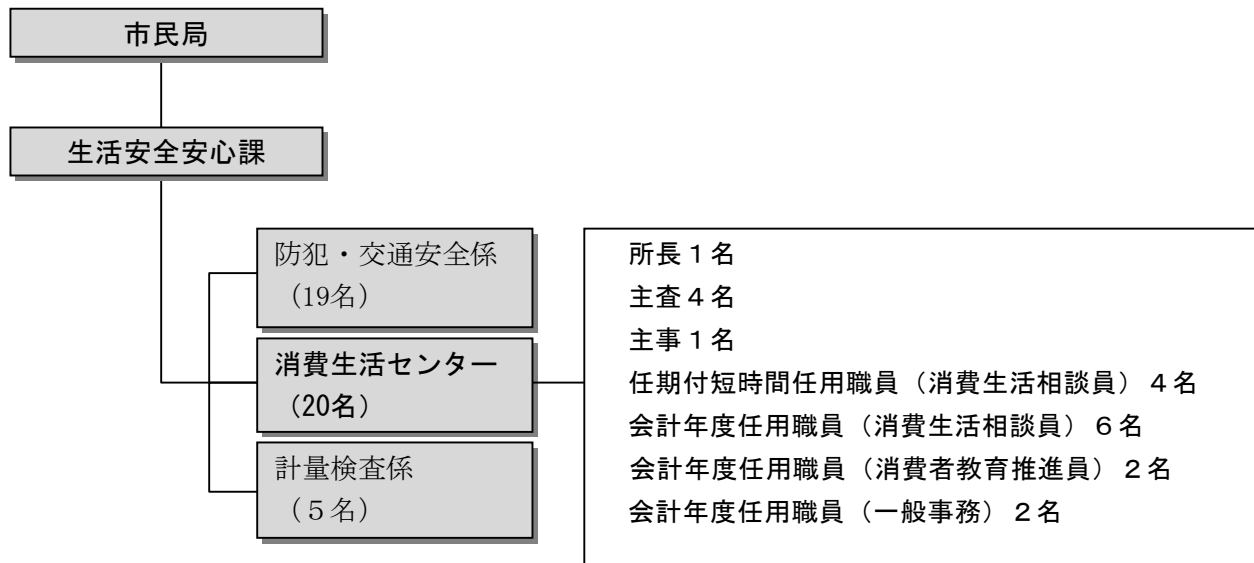 市民局
生活安全安心課
防犯・交通安全係
（19名）
消費生活センター
（20名）
計量検査係
（５名）
所長１名
主査４名
主事１名
任期付短時間任用職員（消費生活相談員）４名
会計年度任用職員（消費生活相談員）６名
会計年度任用職員（消費者教育推進員）２名
会計年度任用職員（一般事務）２名